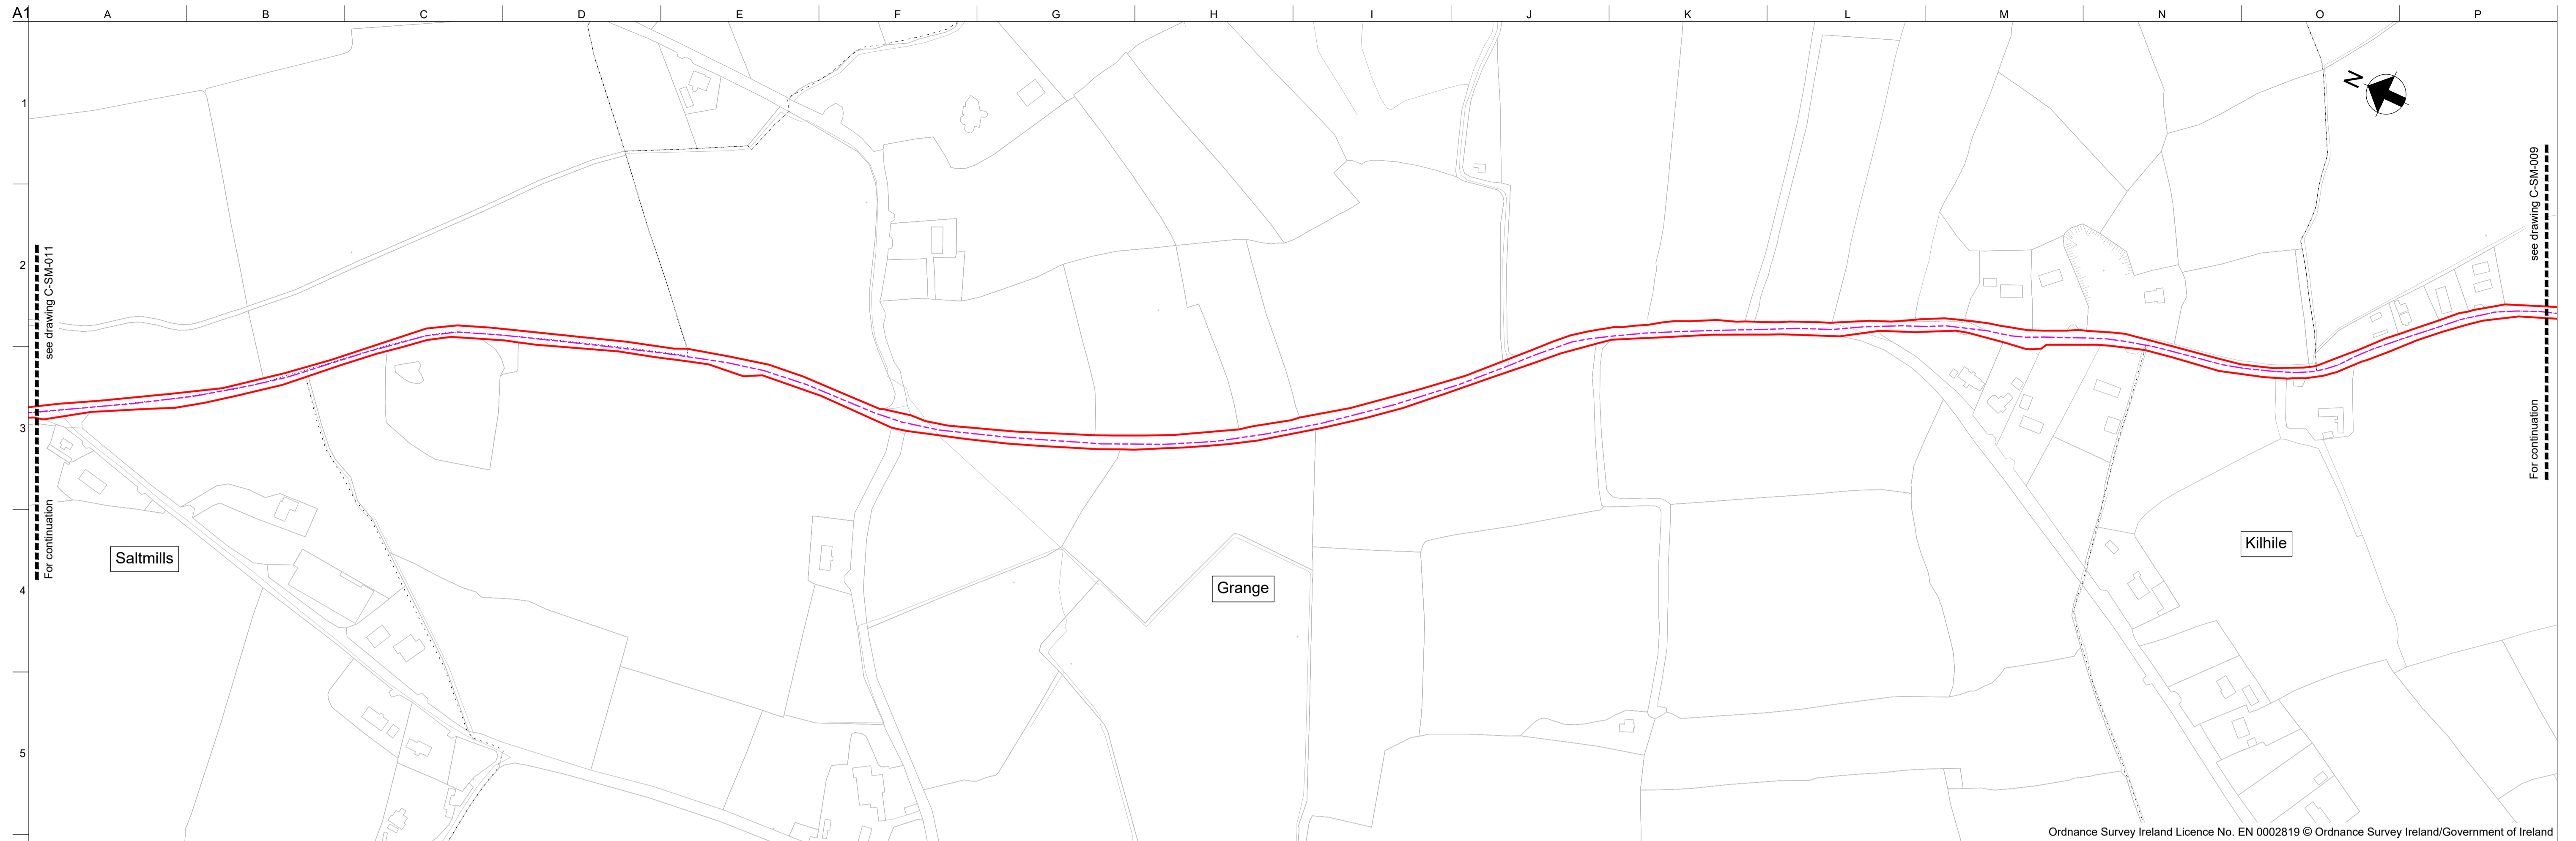 A1
A
B
C
D
E
F
G
H
I
J
K
L
M
N
O
P
N
1
2
3
4
5
For continuation see drawing C-SM-011
For continuation see drawing C-SM-009
Saltmills
Grange
Kilhile
Ordnance Survey Ireland Licence No. EN 0002819 © Ordnance Survey Ireland/Government of Ireland